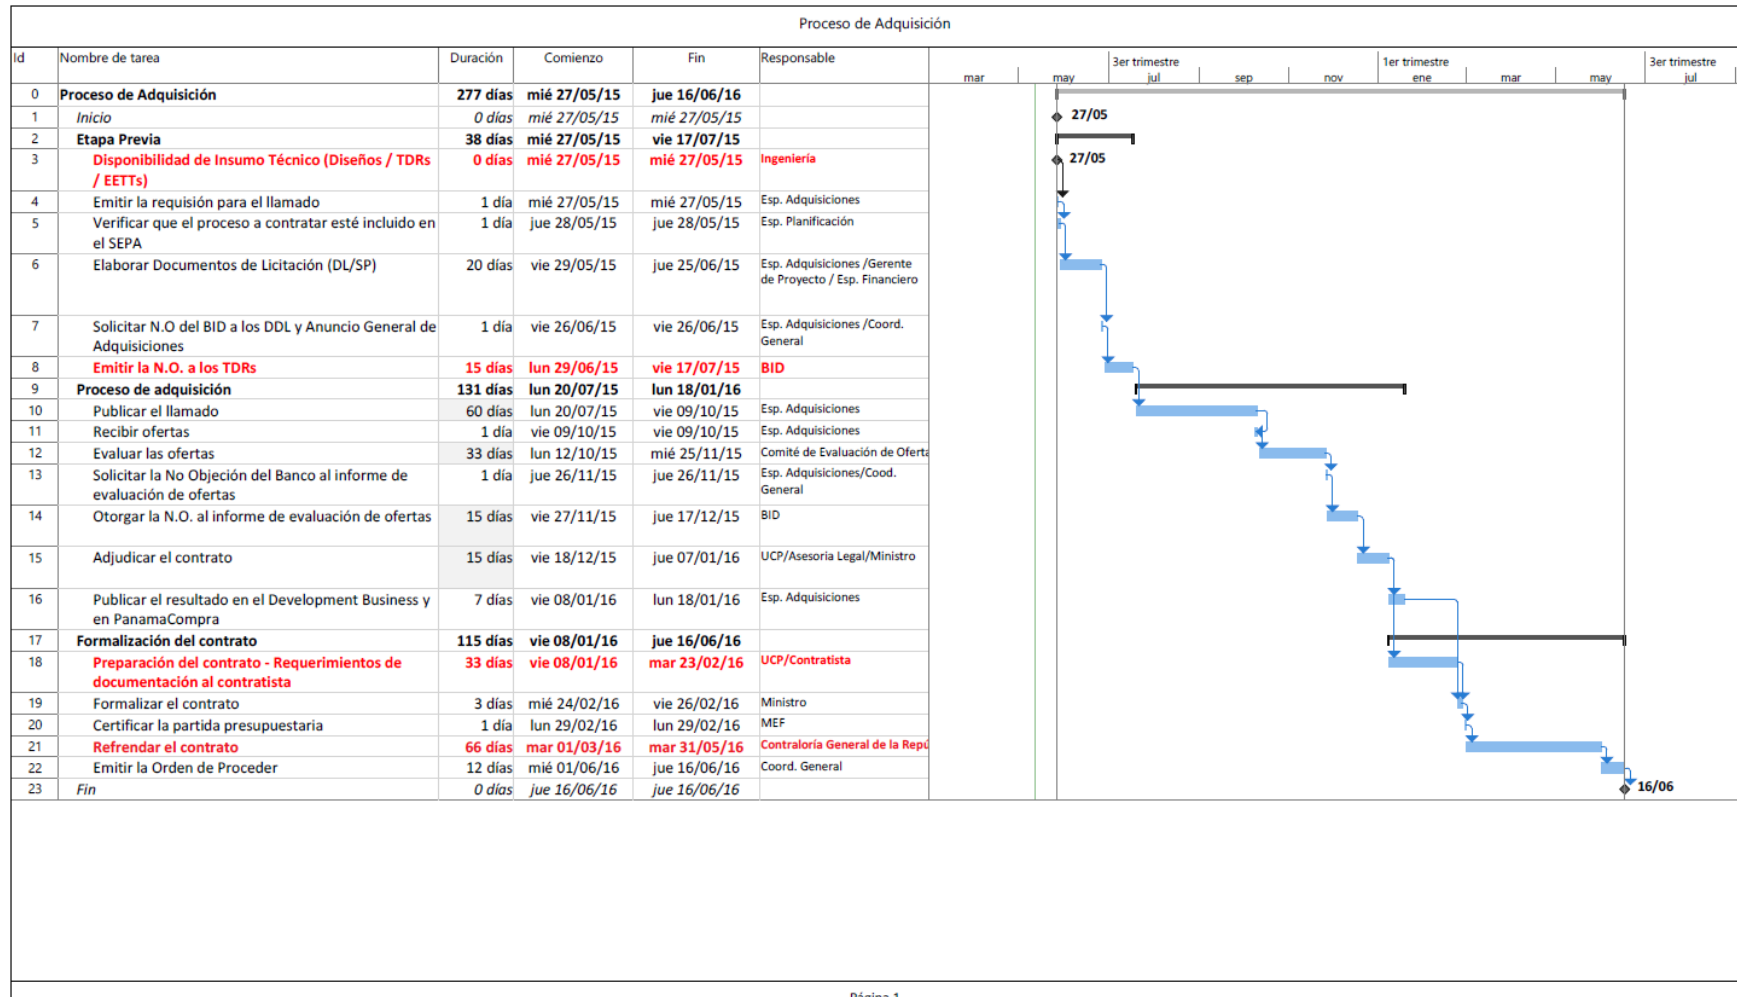 Proceso de Adquisición
Id Nombre de tarea Duración Comienzo Fin Responsable
3er trimestre 1er trimestre 3er trimestre
mar may jul sep nov ene mar may jul
0 Proceso de Adquisición 277 días mié 27/05/15 jue 16/06/16
1 Inicio 0 días mié 27/05/15 mié 27/05/15 27/05
2 Etapa Previa 38 días mié 27/05/15 vie 17/07/15
3 Disponibilidad de Insumo Técnico (Diseños / TDRs 0 días mié 27/05/15 mié 27/05/15 Ingeniería 27/05
/ EETTs)
4 Emitir la requisión para el llamado 1 día mié 27/05/15 mié 27/05/15 Esp. Adquisiciones
5 Verificar que el proceso a contratar esté incluido en 1 día jue 28/05/15 jue 28/05/15 Esp. Planificación
el SEPA
6 Elaborar Documentos de Licitación (DL/SP) 20 días vie 29/05/15 jue 25/06/15 Esp. Adquisiciones /Gerente
de Proyecto / Esp. Financiero
7 Solicitar N.O del BID a los DDL y Anuncio General de 1 día vie 26/06/15 vie 26/06/15 Esp. Adquisiciones /Coord.
Adquisiciones General
8 Emitir la N.O. a los TDRs 15 días lun 29/06/15 vie 17/07/15 BID
9 Proceso de adquisición 131 días lun 20/07/15 lun 18/01/16
10 Publicar el llamado 60 días lun 20/07/15 vie 09/10/15 Esp. Adquisiciones
11 Recibir ofertas 1 día vie 09/10/15 vie 09/10/15 Esp. Adquisiciones
12 Evaluar las ofertas 33 días lun 12/10/15 mié 25/11/15 Comité de Evaluación de Oferta
13 Solicitar la No Objeción del Banco al informe de 1 día jue 26/11/15 jue 26/11/15 Esp. Adquisiciones/Cood.
evaluación de ofertas General
14 Otorgar la N.O. al informe de evaluación de ofertas 15 días vie 27/11/15 jue 17/12/15 BID
15 Adjudicar el contrato 15 días vie 18/12/15 jue 07/01/16 UCP/Asesoria Legal/Ministro
16 Publicar el resultado en el Development Business y 7 días vie 08/01/16 lun 18/01/16 Esp. Adquisiciones
en PanamaCompra
17 Formalización del contrato 115 días vie 08/01/16 jue 16/06/16
18 Preparación del contrato - Requerimientos de 33 días vie 08/01/16 mar 23/02/16 UCP/Contratista
documentación al contratista
19 Formalizar el contrato 3 días mié 24/02/16 vie 26/02/16 Ministro
20 Certificar la partida presupuestaria 1 día lun 29/02/16 lun 29/02/16 MEF
21 Refrendar el contrato 66 días mar 01/03/16 mar 31/05/16 Contraloría General de la Repú
22 Emitir la Orden de Proceder 12 días mié 01/06/16 jue 16/06/16 Coord. General
23 Fin 0 días jue 16/06/16 jue 16/06/16 16/06
Página 1